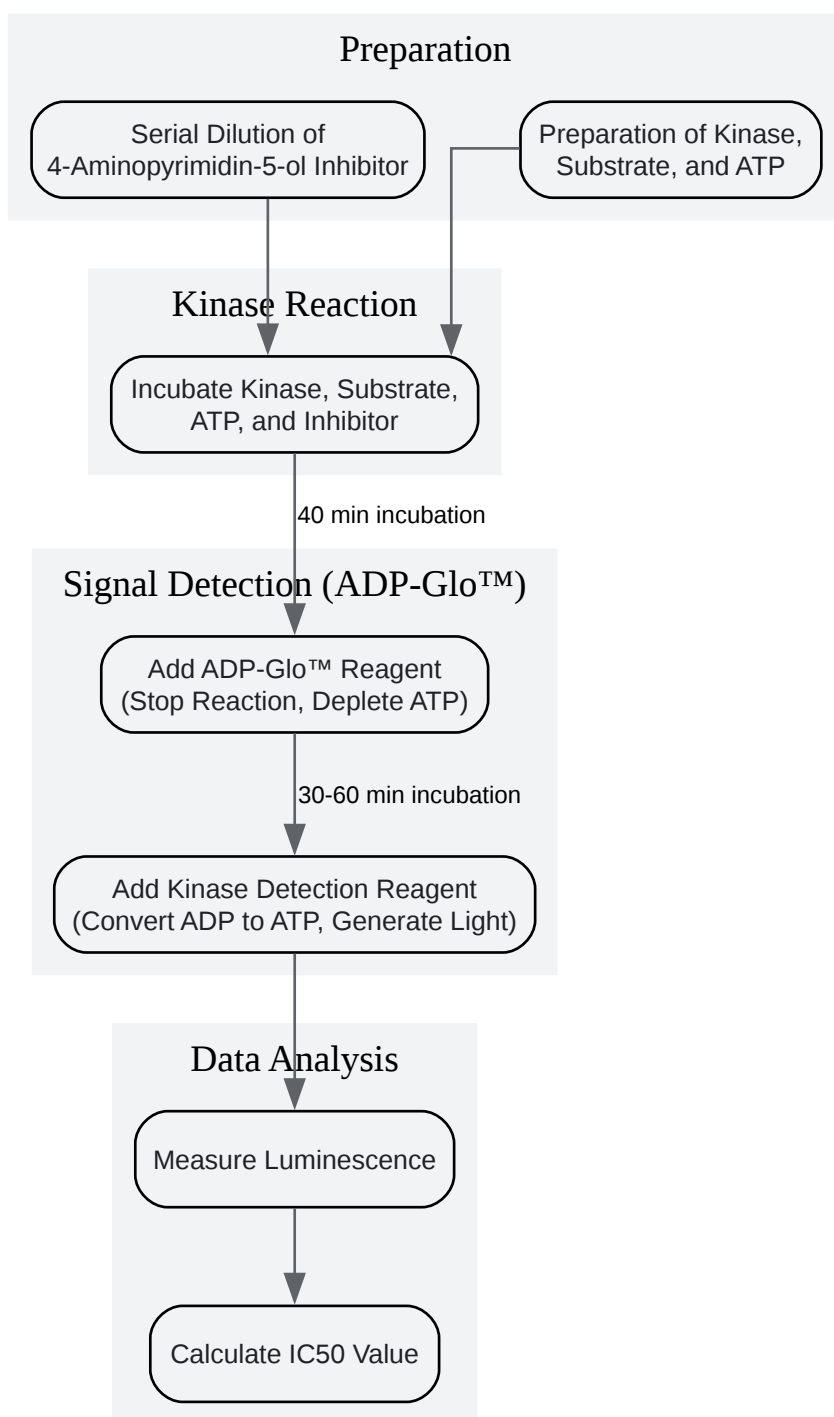 Preparation
Serial Dilution of
4-Aminopyrimidin-5-ol Inhibitor
Preparation of Kinase,
Substrate, and ATP
Kinase Reaction
Incubate Kinase, Substrate,
ATP, and Inhibitor
40 min incubation
Signal Detection (ADP-Glo™)
Add ADP-Glo™ Reagent
(Stop Reaction, Deplete ATP)
30-60 min incubation
Add Kinase Detection Reagent
(Convert ADP to ATP, Generate Light)
Data Analysis
Measure Luminescence
Calculate IC50 Value